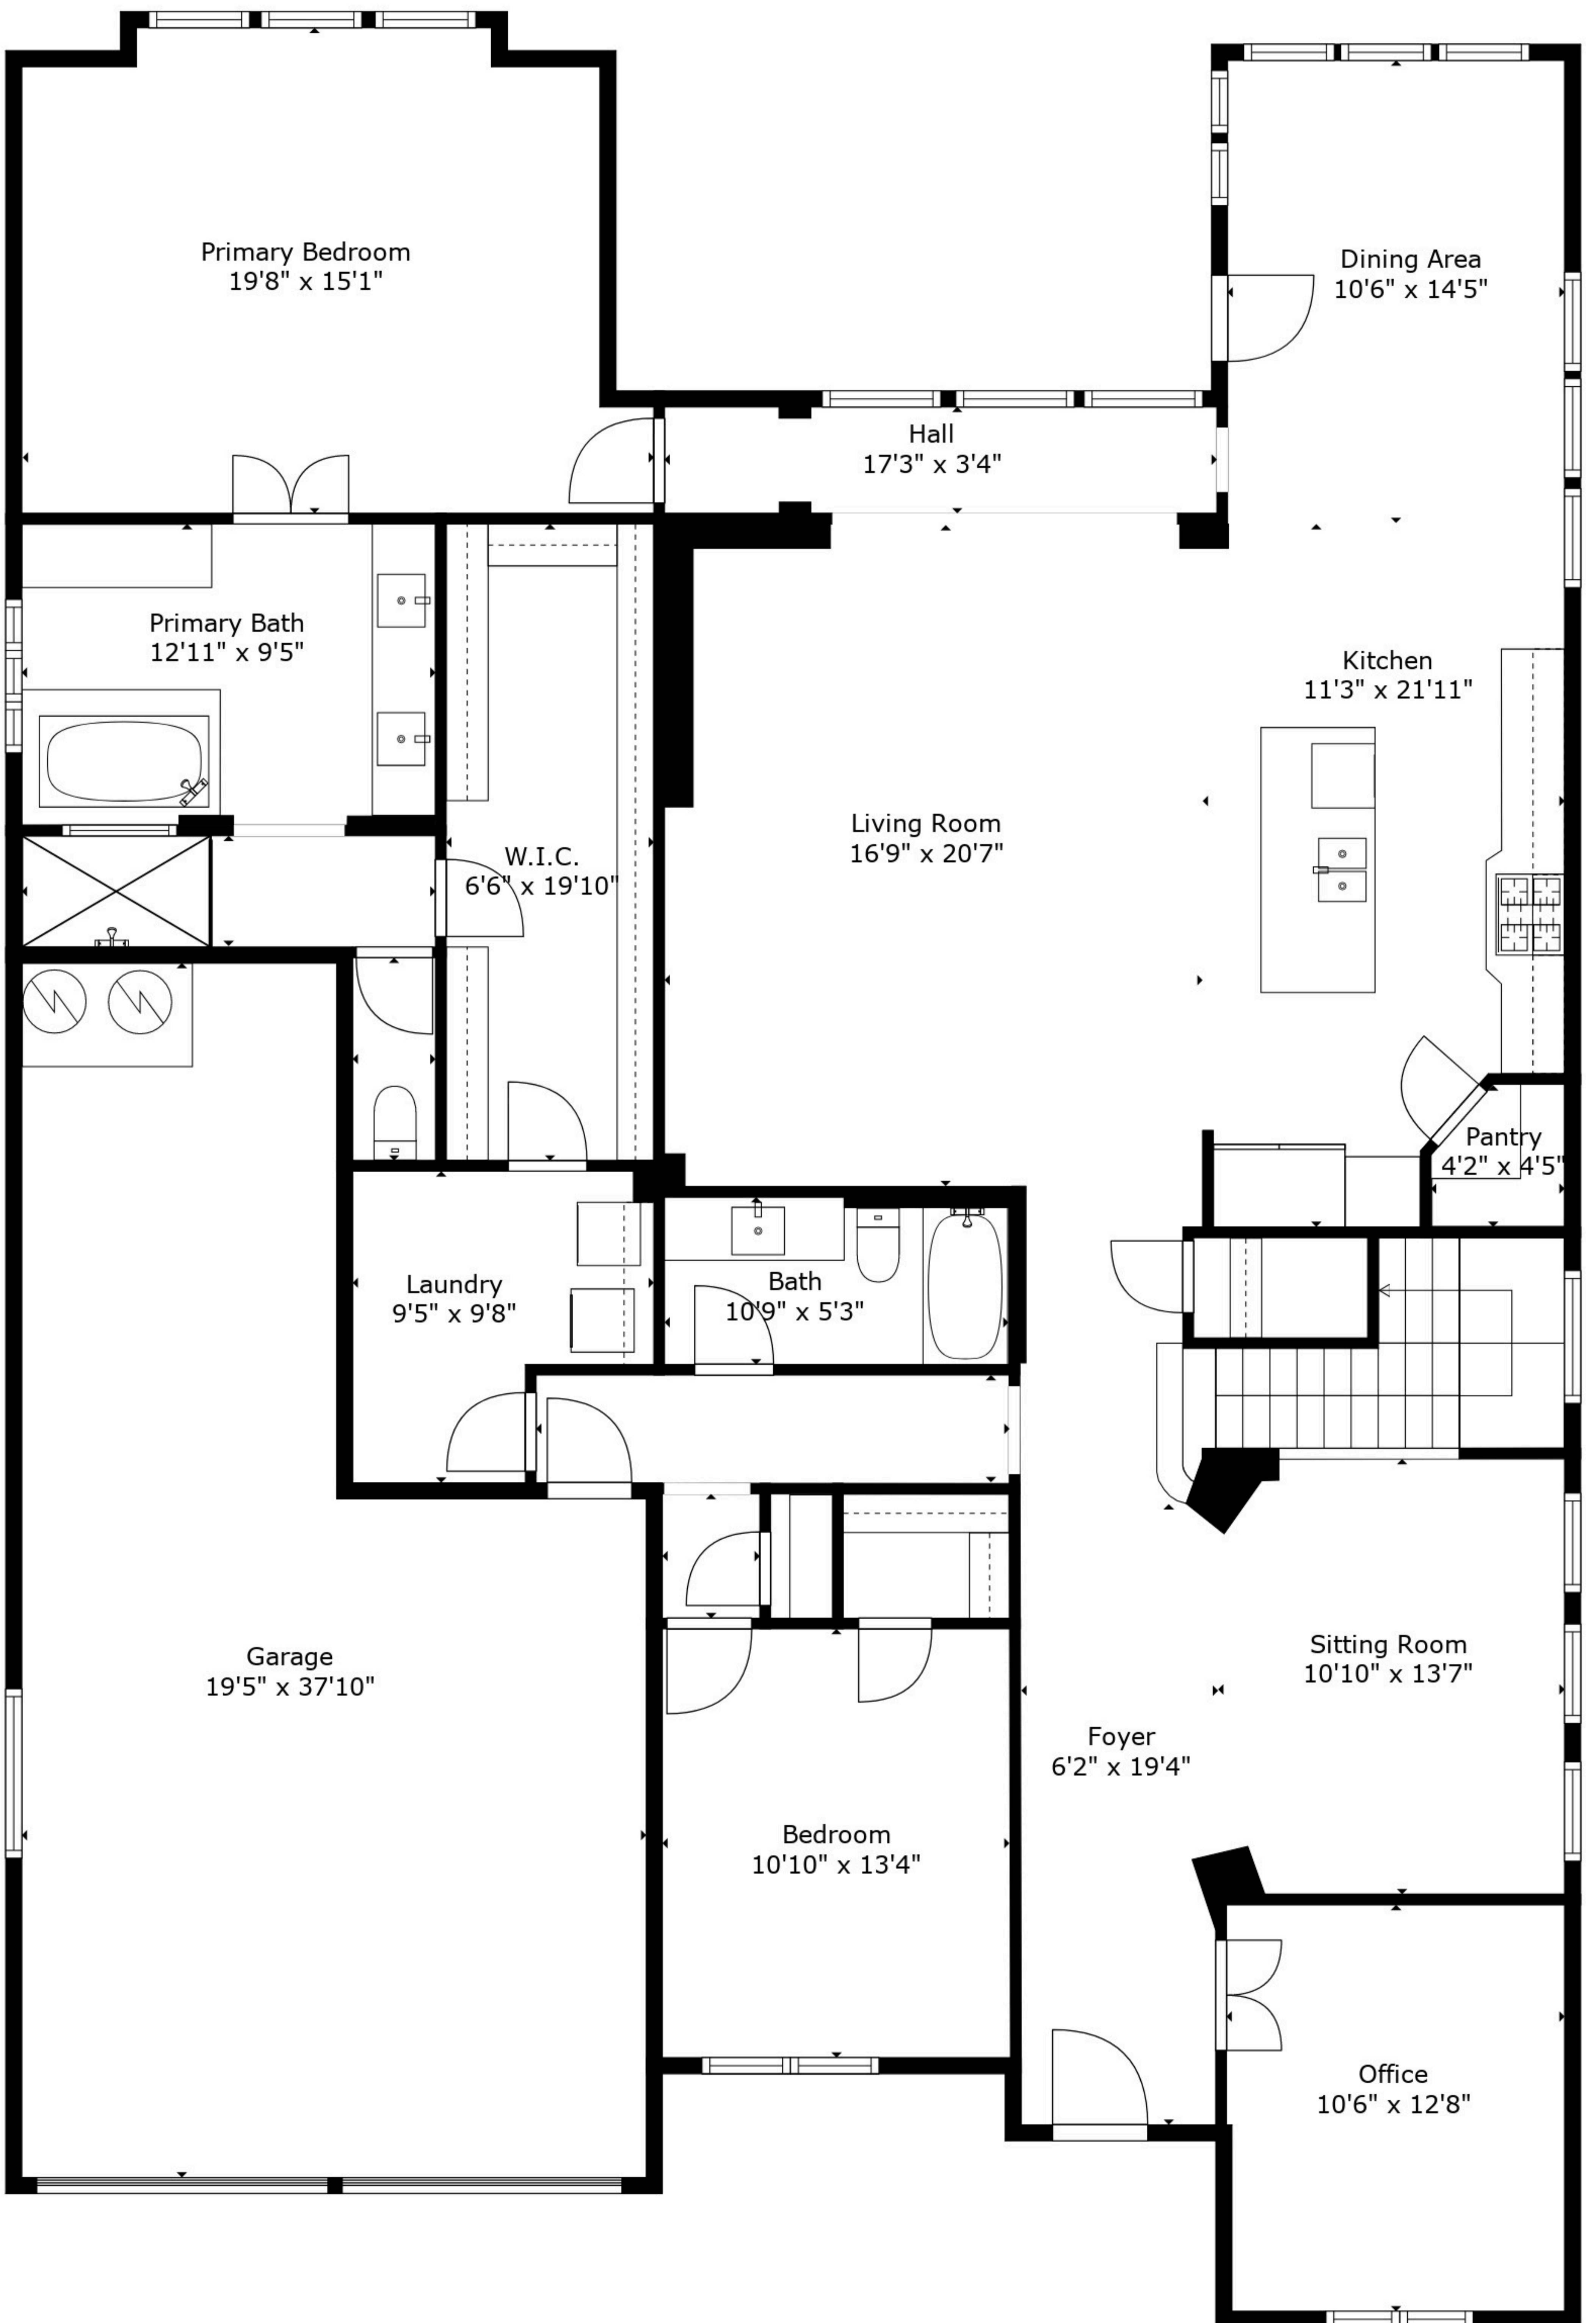 Primary Bedroom
19'8" x 15'1"
Dining Area
10'6" x 14'5"
Hall
17'3" x 3'4"
Primary Bath
12'11" x 9'5"
Kitchen
11'3" x 21'11"
Living Room
16'9" x 20'7"
W.I.C.
6'6" x 19'10"
Pantry
4'2" x 4'5"
Laundry
9'5" x 9'8"
Bath
10'9" x 5'3"
Garage
19'5" x 37'10"
Sitting Room
10'10" x 13'7"
Foyer
6'2" x 19'4"
Bedroom
10'10" x 13'4"
Office
10'6" x 12'8"